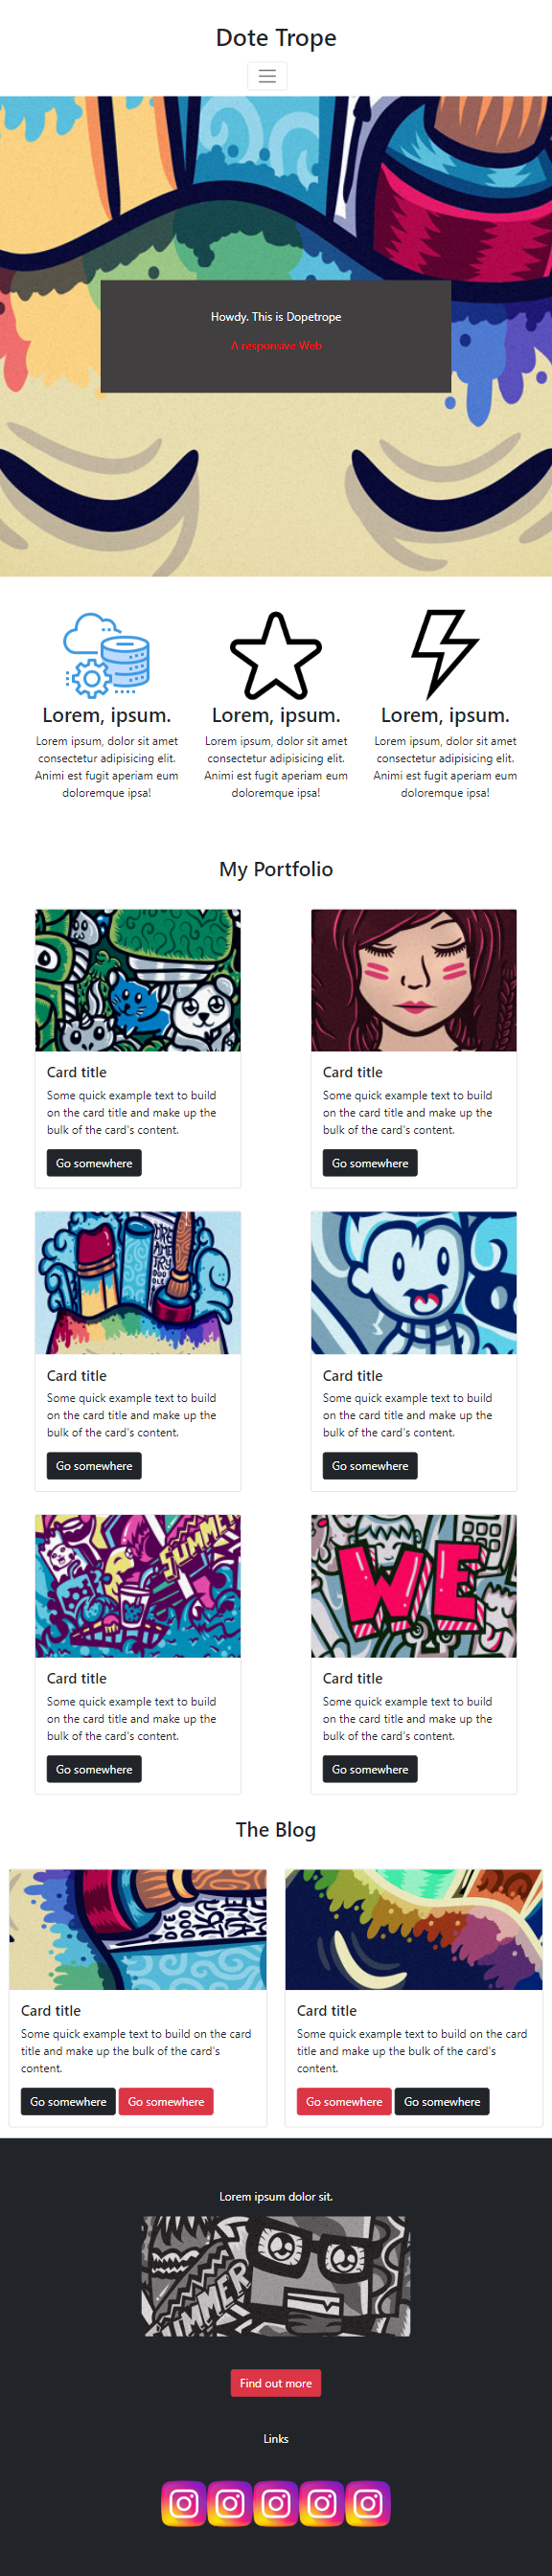 Dote Trope
Howdy. This is Dopetrope
A responsive Web
Lorem, ipsum.
Lorem ipsum, dolor sit amet
consectetur adipisicing elit.
Animi est fugit aperiam eum
doloremque ipsa!
Lorem, ipsum.
Lorem ipsum, dolor sit amet
consectetur adipisicing elit.
Animi est fugit aperiam eum
doloremque ipsa!
Lorem, ipsum.
Lorem ipsum, dolor sit amet
consectetur adipisicing elit.
Animi est fugit aperiam eum
doloremque ipsa!
My Portfolio
Card title
Some quick example text to build
on the card title and make up the
bulk of the card's content.
Go somewhere
Card title
Some quick example text to build
on the card title and make up the
bulk of the card's content.
Go somewhere
Card title
Some quick example text to build
on the card title and make up the
bulk of the card's content.
Go somewhere
Card title
Some quick example text to build
on the card title and make up the
bulk of the card's content.
Go somewhere
SUMMER
Card title
Some quick example text to build
on the card title and make up the
bulk of the card's content.
Go somewhere
WE
Card title
Some quick example text to build
on the card title and make up the
bulk of the card's content.
Go somewhere
The Blog
Card title
Some quick example text to build on the card
title and make up the bulk of the card's
content.
Go somewhere Go somewhere
Card title
Some quick example text to build on the card
title and make up the bulk of the card's
content.
Go somewhere Go somewhere
Lorem ipsum dolor sit.
SUMMER
Find out more
Links